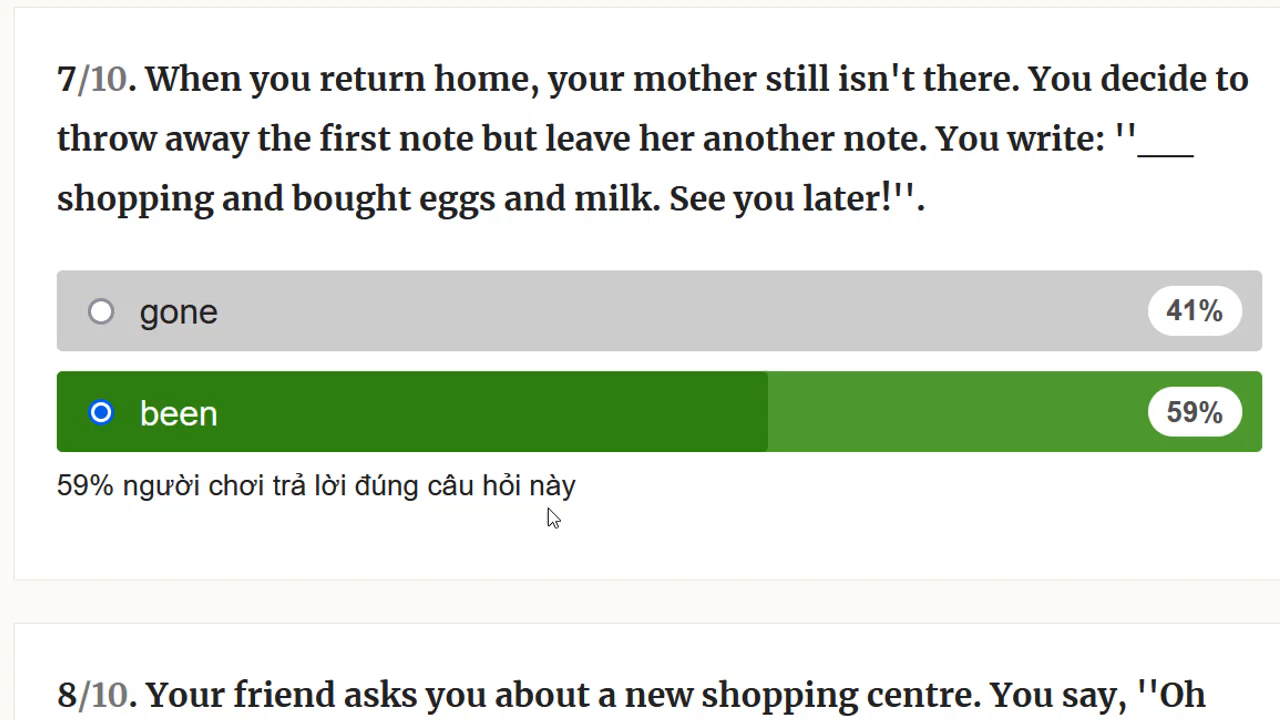 7/10. When you return home, your mother still isn't there. You decide to
throw away the first note but leave her another note. You write: ''___
shopping and bought eggs and milk. See you later!''.
gone
41%
been
59%
59% người chơi trả lời đúng câu hỏi này
8/10. Your friend asks you about a new shopping centre. You say, ''Oh